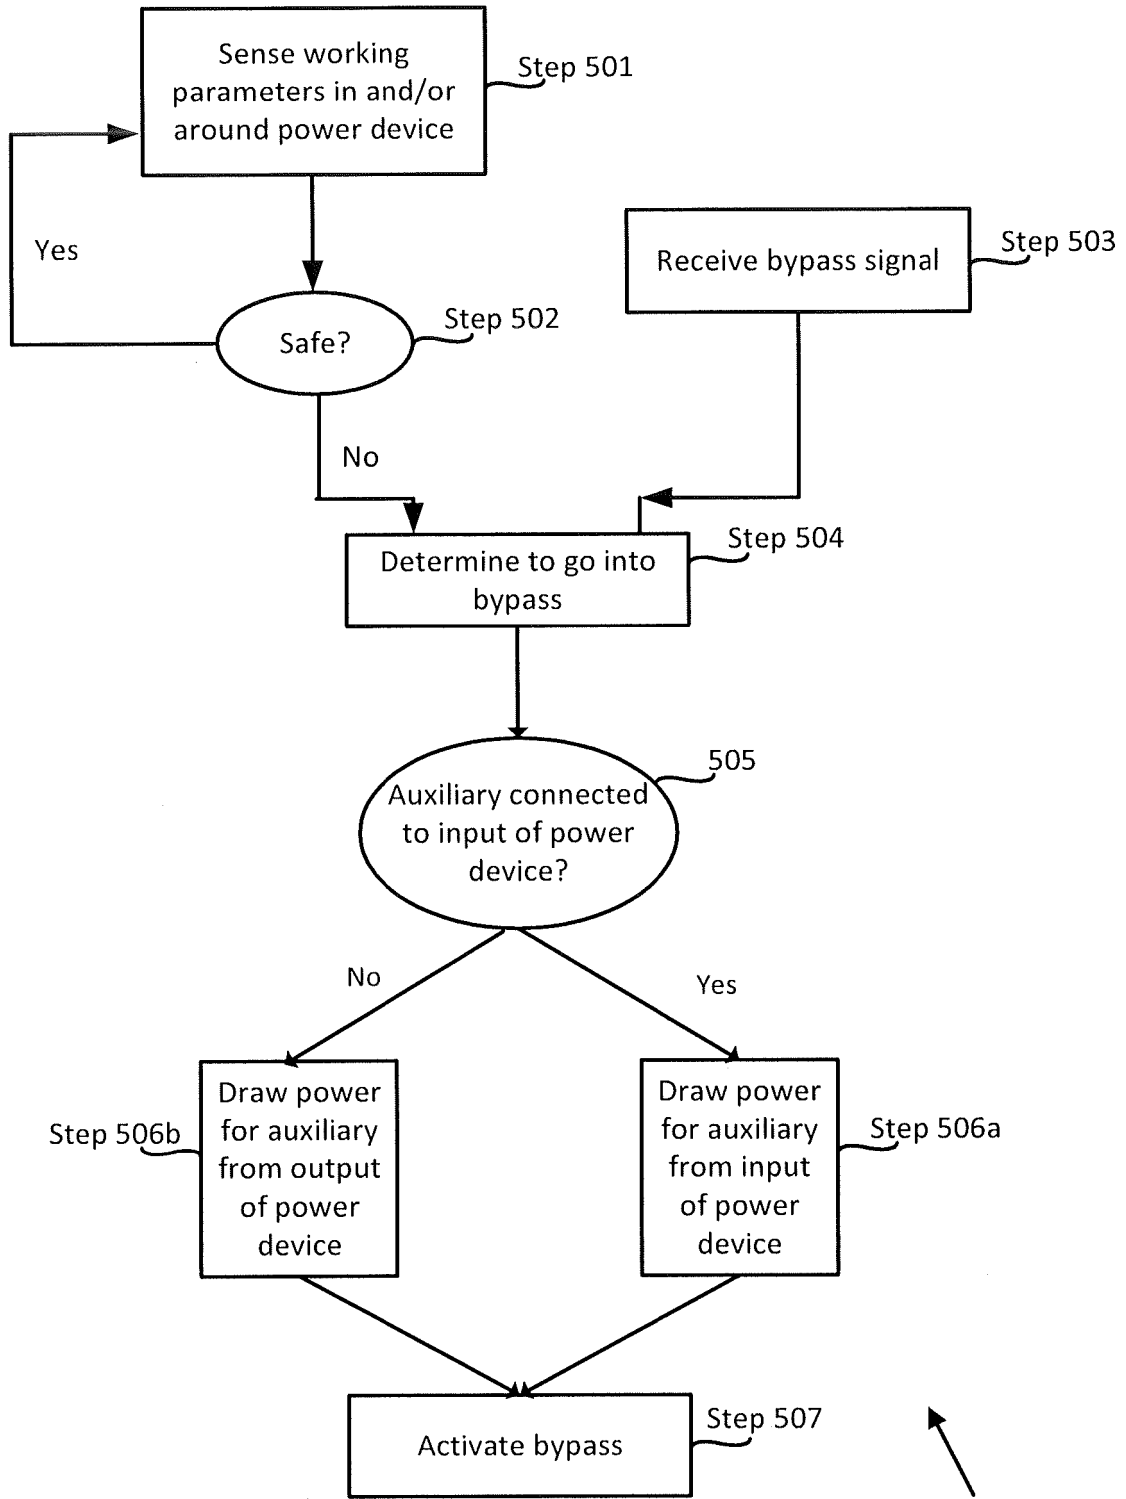 Sense working
parameters in and/or
around power device
Step 501
Yes
Receive bypass signal
Step 503
Safe?
Step 502
No
Determine to go into
bypass
Step 504
Auxiliary connected
to input of power
device?
505
No
Yes
Draw power
for auxiliary
from output
of power
device
Step 506b
Draw power
for auxiliary
from input
of power
device
Step 506a
Activate bypass
Step 507